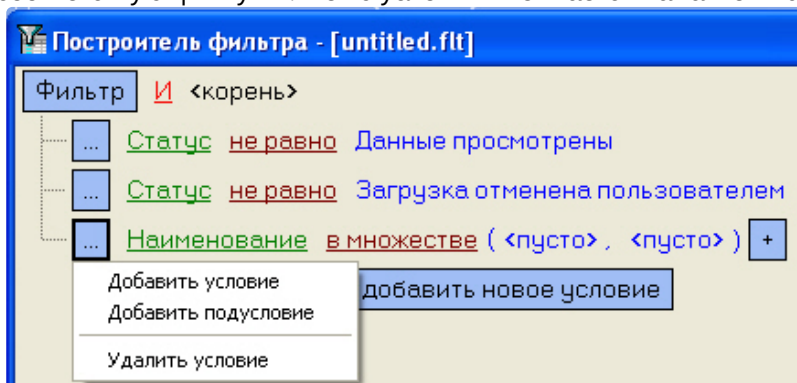 Построитель фильтра - [untitled.flt]
Фильтр И <корень>
... Статус не равно Данные просмотрены
... Статус не равно Загрузка отменена пользователем
... Наименование в множестве ( <пусто> , <пусто> ) +
Добавить условие
добавить новое условие
Добавить подусловие
Удалить условие